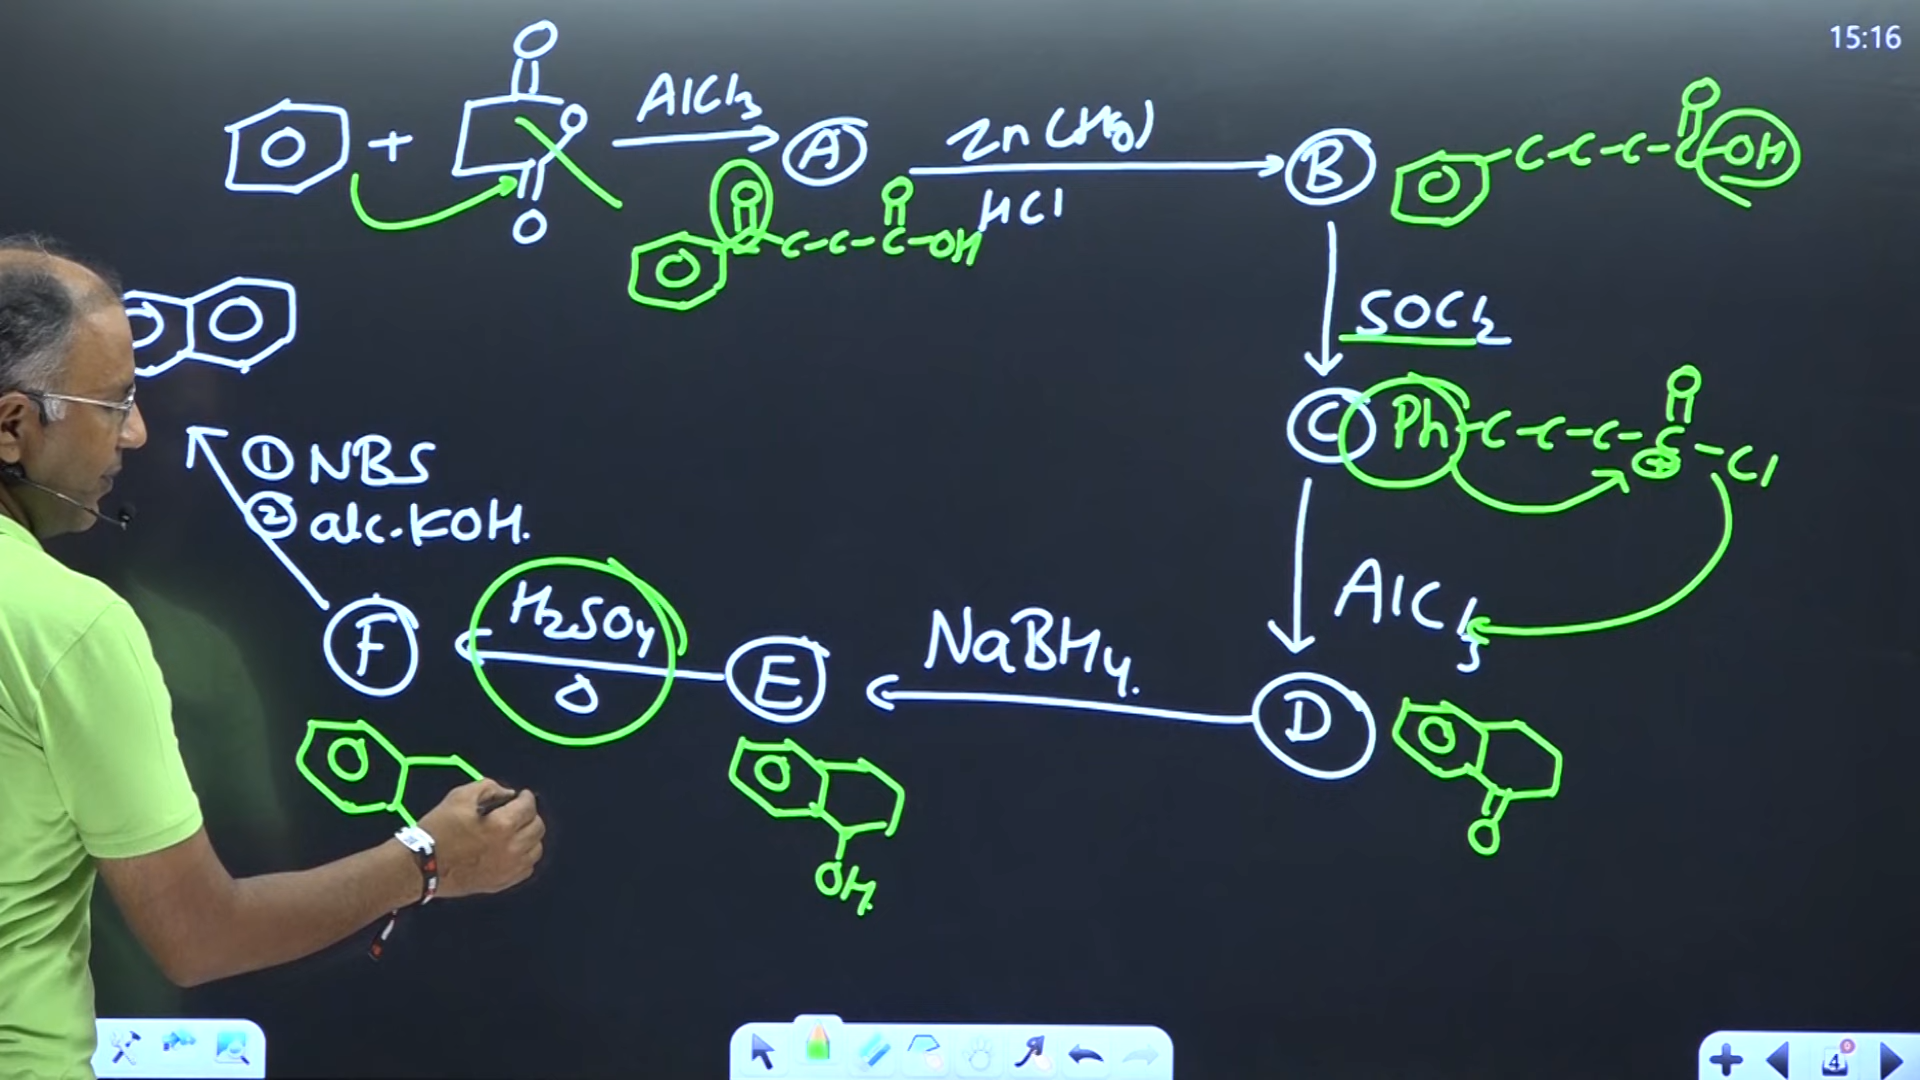 15:16
O
+ O AlCl3 A Zn(Hg) B C-C-C-C-OH
O
HCl
O
O O
C-C-C-C-OH
SOCl2
O
C Ph-C-C-C-C-Cl
+
① NBS
② alc.KOH.
AlCl3
F H2SO4 E NaBH4. D
Δ
O
OH
4